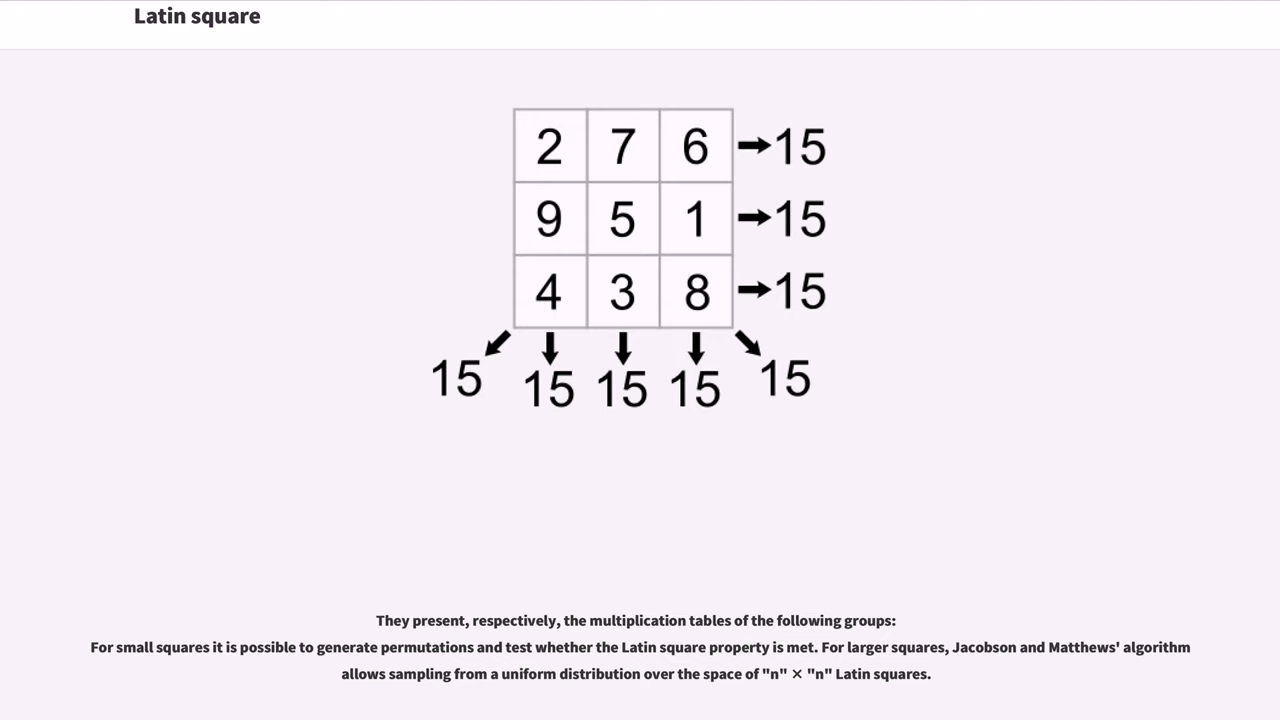 Latin square
2 7 6 →15
9 5 1 →15
4 3 8 →15
15 15 15 15 15
They present, respectively, the multiplication tables of the following groups:
For small squares it is possible to generate permutations and test whether the Latin square property is met. For larger squares, Jacobson and Matthews' algorithm
allows sampling from a uniform distribution over the space of "n" × "n" Latin squares.